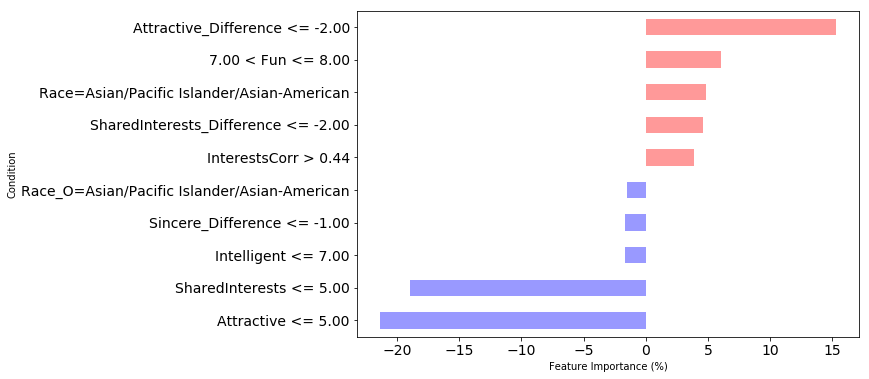 Attractive_Difference <= -2.00
7.00 < Fun <= 8.00
Race=Asian/Pacific Islander/Asian-American
SharedInterests_Difference <= -2.00
InterestsCorr > 0.44
Race_O=Asian/Pacific Islander/Asian-American
Sincere_Difference <= -1.00
Intelligent <= 7.00
SharedInterests <= 5.00
Attractive <= 5.00
Condition
−20 −15 −10 −5 0 5 10 15
Feature Importance (%)